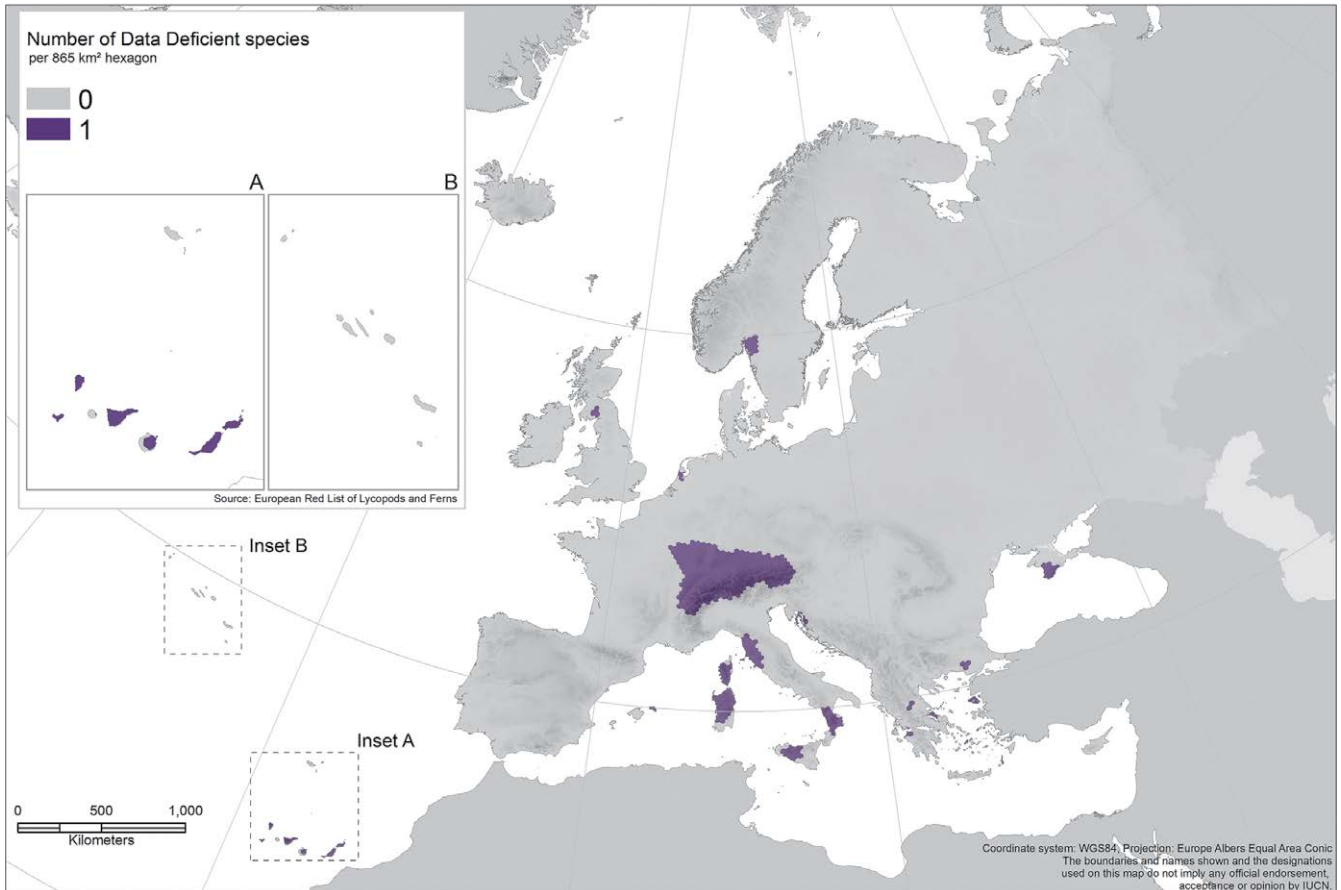 Number of Data Deficient species
per 865 km² hexagon
0
1
A
B
Source: European Red List of Lycopods and Ferns
Inset B
Inset A
0 500 1,000
Kilometers
Coordinate system: WGS84, Projection: Europe Albers Equal Area Conic
The boundaries and names shown and the designations
used on this map do not imply any official endorsement,
acceptance or opinion by IUCN.